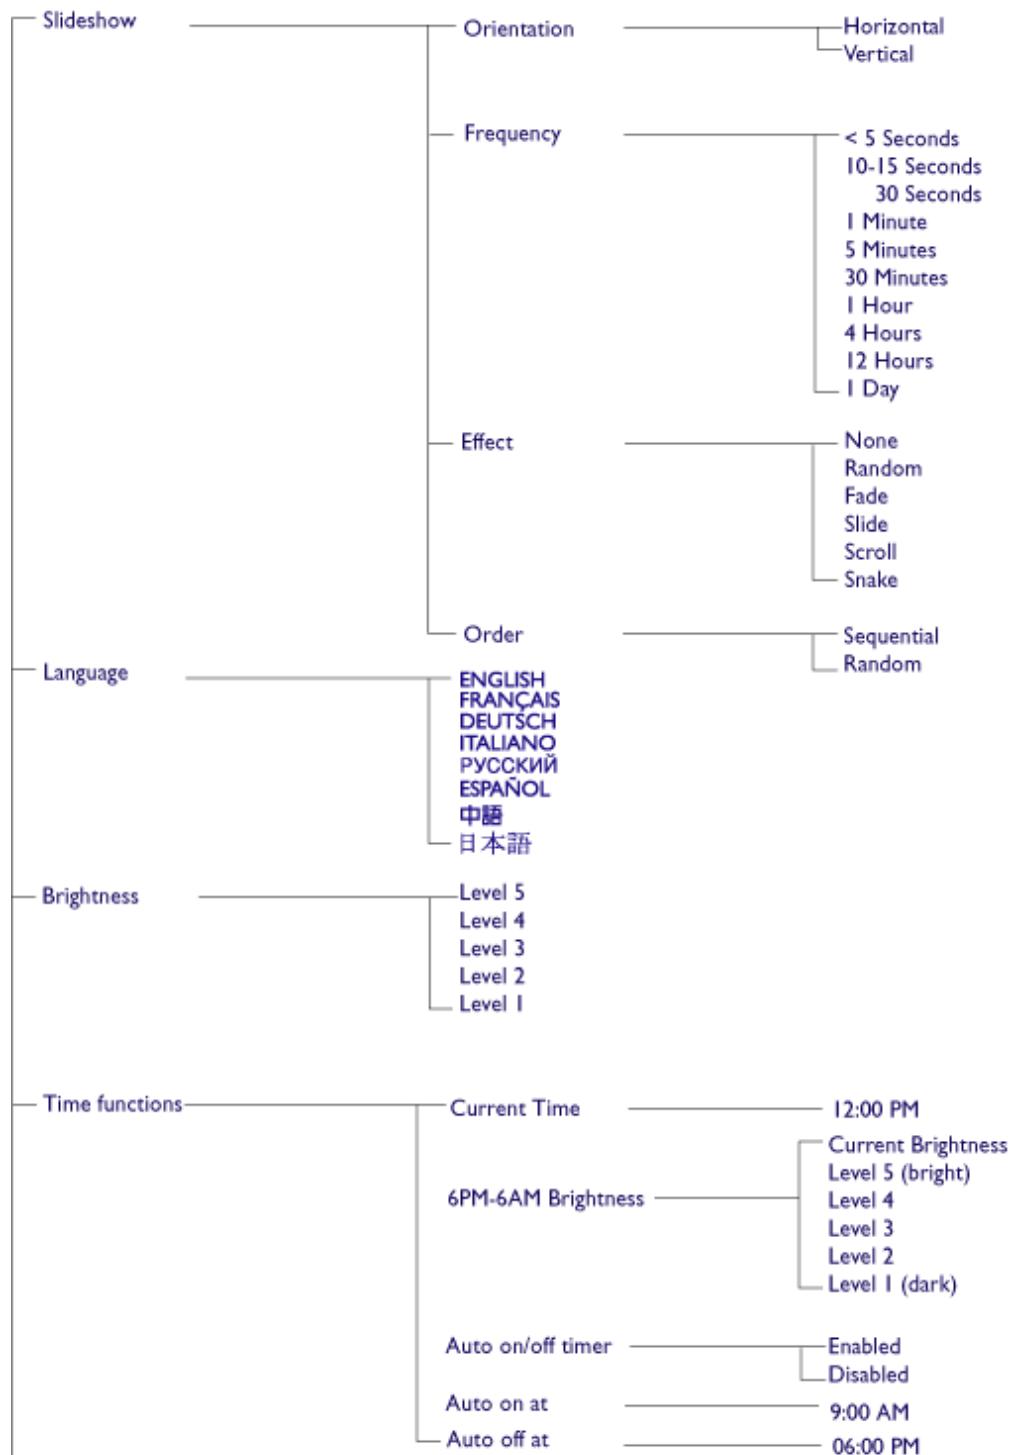 Slideshow
Orientation
Horizontal
Vertical
Frequency
< 5 Seconds
10-15 Seconds
30 Seconds
1 Minute
5 Minutes
30 Minutes
1 Hour
4 Hours
12 Hours
1 Day
Effect
None
Random
Fade
Slide
Scroll
Snake
Order
Sequential
Random
Language
ENGLISH
FRANÇAIS
DEUTSCH
ITALIANO
РУССКИЙ
ESPAÑOL
中語
日本語
Brightness
Level 5
Level 4
Level 3
Level 2
Level 1
Time functions
Current Time
12:00 PM
6PM-6AM Brightness
Current Brightness
Level 5 (bright)
Level 4
Level 3
Level 2
Level 1 (dark)
Auto on/off timer
Enabled
Disabled
Auto on at
9:00 AM
Auto off at
06:00 PM